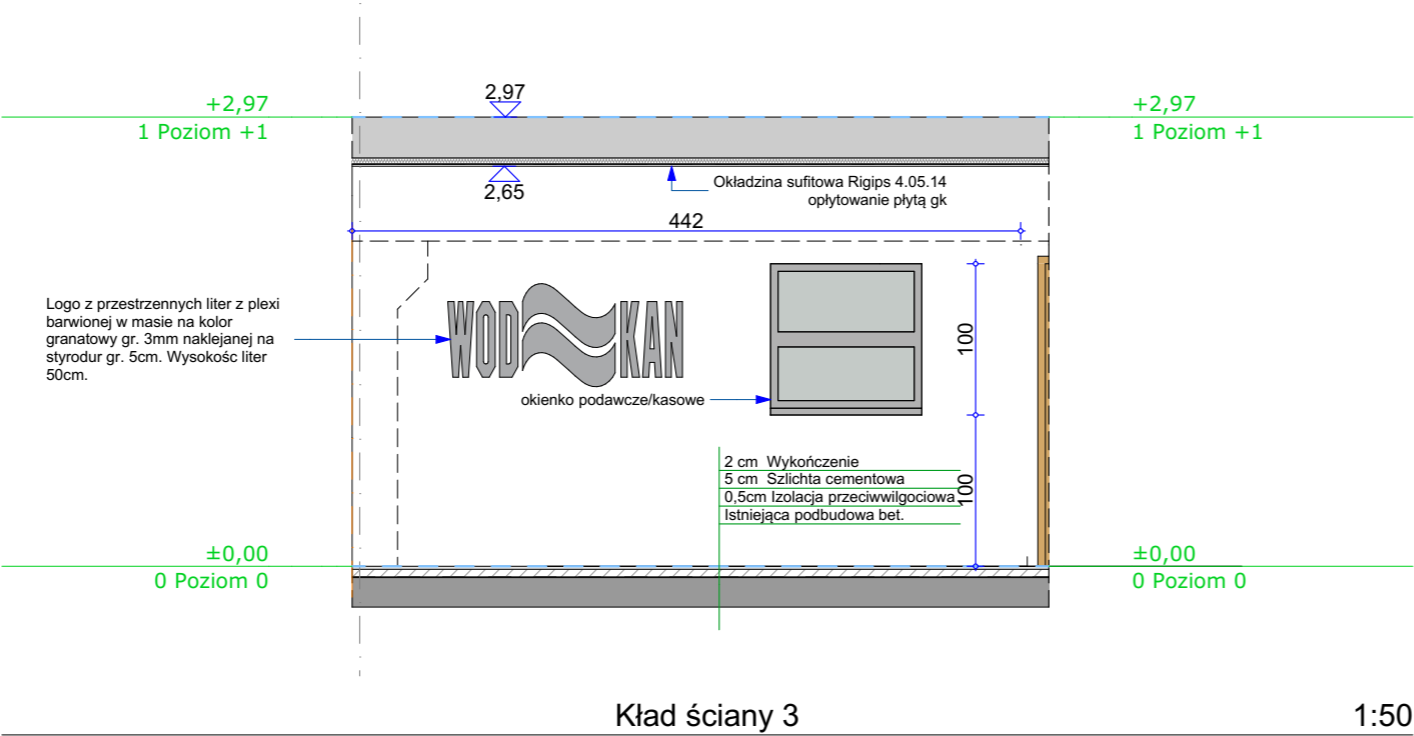 2,97
+2,97
1 Poziom +1
+2,97
1 Poziom +1
2,65
Okładzina sufitowa Rigips 4.05.14
opłytowanie płytą gk
442
Logo z przestrzennych liter z plexi
barwionej w masie na kolor
granatowy gr. 3mm naklejanej na
styrodur gr. 5cm. Wysokośc liter
50cm.
WOD KAN
100
okienko podawcze/kasowe
2 cm  Wykończenie
5 cm  Szlichta cementowa
0,5cm Izolacja przeciwwilgociowa
Istniejąca podbudowa bet.
100
±0,00
0 Poziom 0
±0,00
0 Poziom 0
Kład ściany 3
1:50